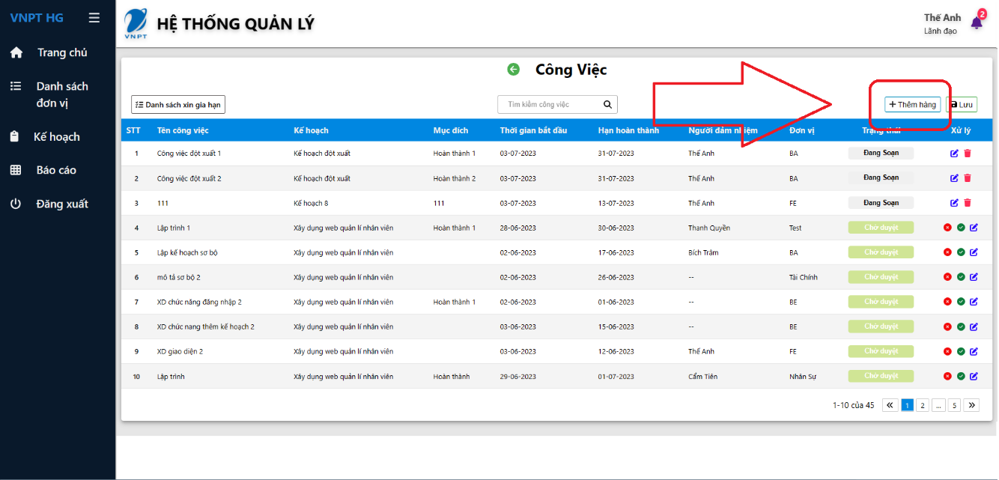 VNPT HG
Trang chủ
Danh sách
đơn vị
Kế hoạch
Báo cáo
Đăng xuất
VNPT
HỆ THỐNG QUẢN LÝ
Thế Anh
Lãnh đạo
2
Công Việc
Danh sách xin gia hạn
Tìm kiếm công việc
Thêm hàng
Lưu
STT Tên công việc Kế hoạch Mục đích Thời gian bắt đầu Hạn hoàn thành Người đảm nhiệm Đơn vị Trạng thái Xử lý
1 Công việc đột xuất 1 Kế hoạch đột xuất Hoàn thành 1 03-07-2023 31-07-2023 Thế Anh BA Đang Soạn
2 Công việc đột xuất 2 Kế hoạch đột xuất Hoàn thành 2 03-07-2023 31-07-2023 Thế Anh BA Đang Soạn
3 111 Kế hoạch 8 111 03-07-2023 13-07-2023 Thế Anh FE Đang Soạn
4 Lập trình 1 Xây dụng web quản lí nhân viên Hoàn thành 1 28-06-2023 30-06-2023 Thanh Quyền Test Chờ duyệt
5 Lập kế hoạch sơ bộ Xây dụng web quản lí nhân viên 02-06-2023 17-06-2023 Bích Trâm BA Chờ duyệt
6 mô tả sơ bộ 2 Xây dụng web quản lí nhân viên 02-06-2023 26-06-2023 -- Tài Chính Chờ duyệt
7 XD chức năng đăng nhập 2 Xây dụng web quản lí nhân viên Hoàn thành 1 02-06-2023 01-06-2023 -- BE Chờ duyệt
8 XD chức nang thêm kế hoạch 2 Xây dụng web quản lí nhân viên 03-06-2023 15-06-2023 -- BE Chờ duyệt
9 XD giao diện 2 Xây dụng web quản lí nhân viên 03-06-2023 12-06-2023 Thế Anh FE Chờ duyệt
10 Lập trình Xây dụng web quản lí nhân viên Hoàn thành 29-06-2023 01-07-2023 Cẩm Tiên Nhân Sự Chờ duyệt
1-10 của 45 « 1 2 ... 5 »